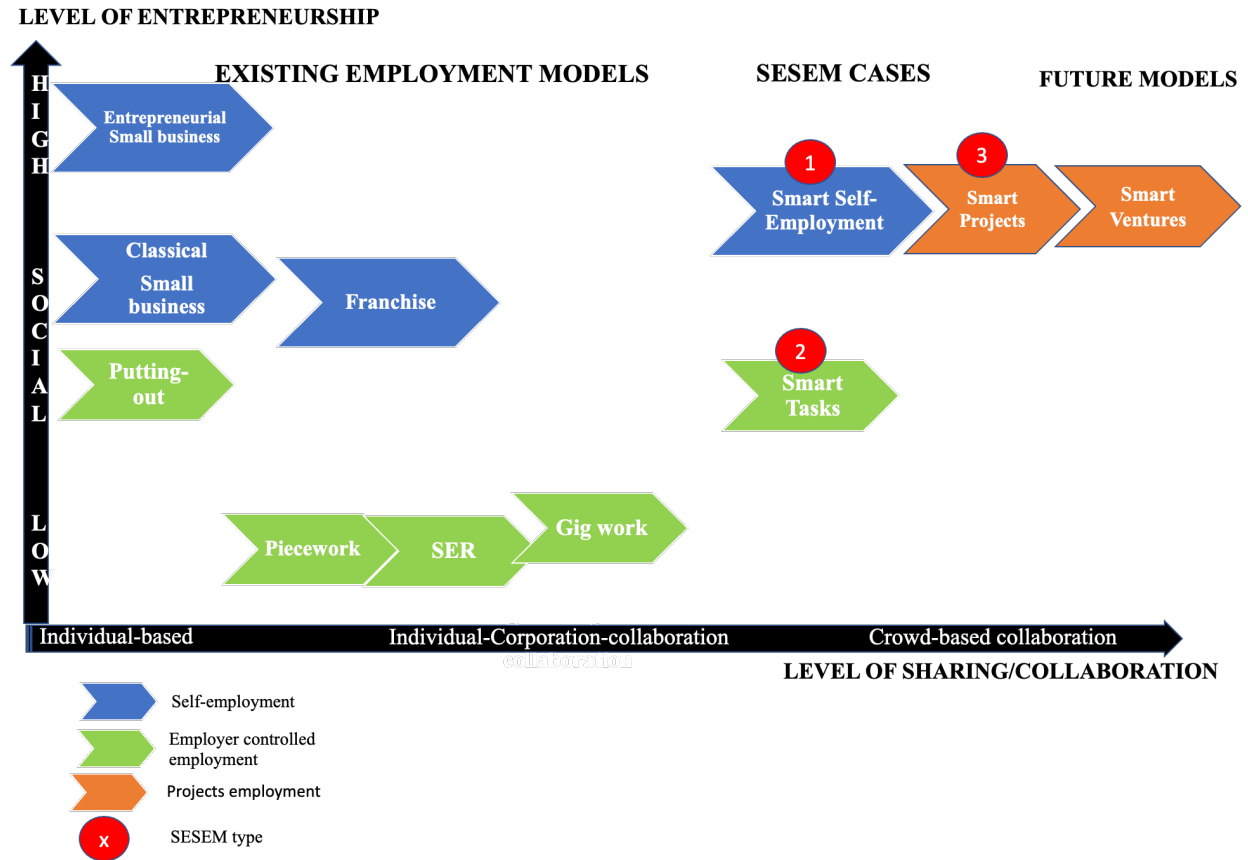 LEVEL OF ENTREPRENEURSHIP
EXISTING EMPLOYMENT MODELS
SESEM CASES
FUTURE MODELS
HIGH
SOCIAL
LOW
Entrepreneurial
Small business
1
Smart Self-
Employment
3
Smart
Projects
Smart
Ventures
Classical
Small
business
Franchise
Putting-
out
2
Smart
Tasks
Piecework
SER
Gig work
Individual-based
Individual-Corporation-collaboration
collaboration
Crowd-based collaboration
LEVEL OF SHARING/COLLABORATION
Self-employment
Employer controlled
employment
Projects employment
x
SESEM type